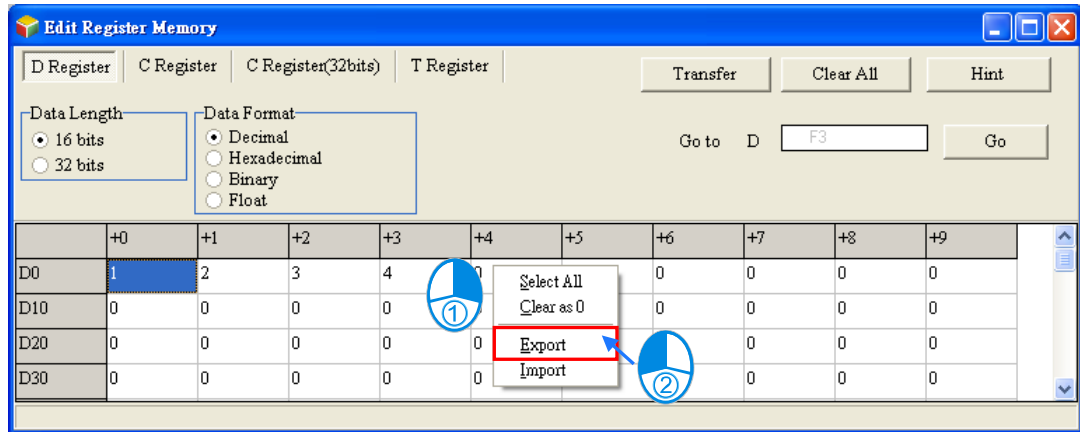 Edit Register Memory
D Register C Register C Register(32bits) T Register Transfer Clear All Hint
Data Length Data Format
16 bits Decimal Go to D F3 Go
32 bits Hexadecimal
Binary
Float
+0 +1 +2 +3 +4 +5 +6 +7 +8 +9
D0 1 2 3 4 0 Select All 0 0 0 0
D10 0 0 0 0 Clear as 0 0 0 0 0
D20 0 0 0 0 0 Export 0 0 0
D30 0 0 0 0 0 Import 0 0 0
1
2